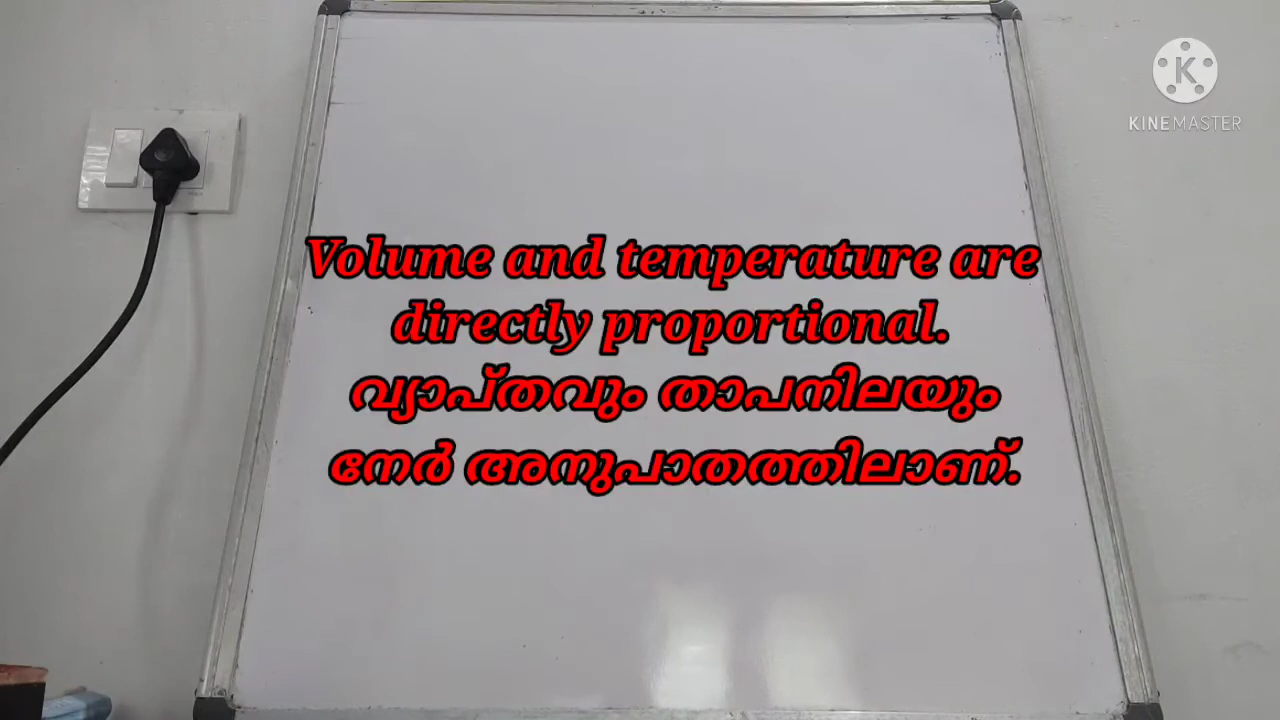 KINEMASTER
Volume and temperature are
directly proportional.
വ്യാപ്തവും താപനിലയും
നേർ അനുപാതത്തിലാണ്.